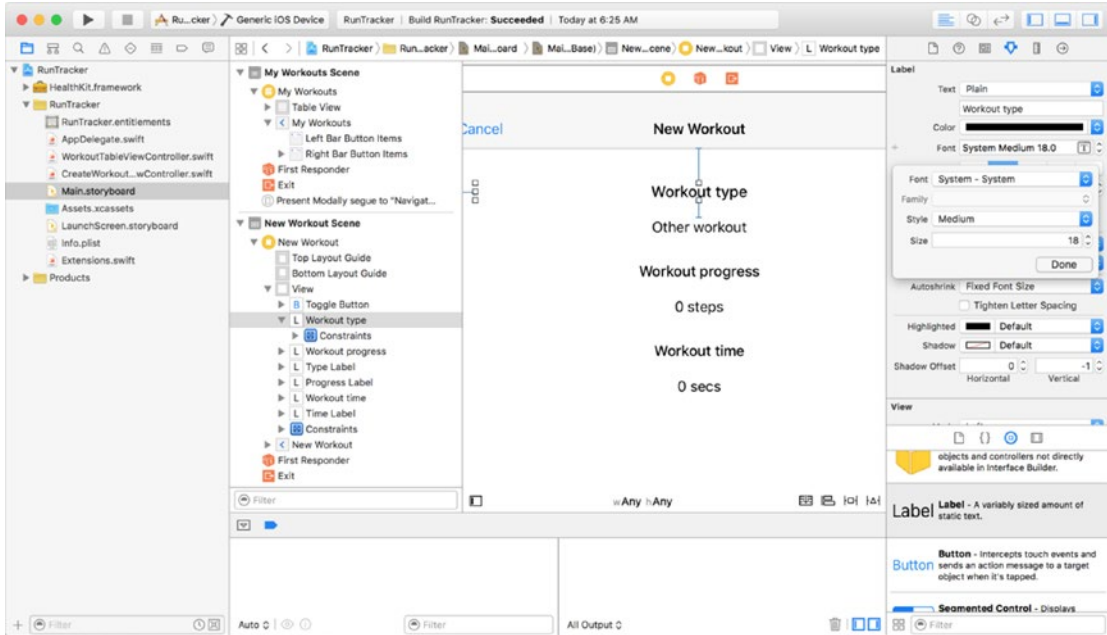 Ru...cker
Generic iOS Device
RunTracker | Build RunTracker: Succeeded | Today at 6:25 AM
RunTracker
Run...acker
Mai...oard
Mai...Base)
New...cene
New...kout
View
L Workout type
RunTracker
HealthKit.framework
RunTracker
RunTracker.entitlements
AppDelegate.swift
WorkoutTableViewController.swift
CreateWorkout...wController.swift
Main.storyboard
Assets.xcassets
LaunchScreen.storyboard
Info.plist
Extensions.swift
Products
Filter
My Workouts Scene
My Workouts
Table View
My Workouts
Left Bar Button Items
Right Bar Button Items
First Responder
Exit
Present Modally segue to "Navigat...
New Workout Scene
New Workout
Top Layout Guide
Bottom Layout Guide
View
B Toggle Button
L Workout type
Constraints
L Workout progress
L Type Label
L Progress Label
L Workout time
L Time Label
Constraints
New Workout
First Responder
Exit
Filter
Cancel
New Workout
Workout type
Other workout
Workout progress
0 steps
Workout time
0 secs
wAny hAny
Auto
Filter
All Output
Label
Text Plain
Workout type
Color
Font System Medium 18.0
Font System - System
Family
Style Medium
Size 18
Done
Autoshrink Fixed Font Size
Tighten Letter Spacing
Highlighted Default
Shadow Default
Shadow Offset 0 -1
Horizontal Vertical
View
objects and controllers not directly
available in Interface Builder.
Label
Label - A variably sized amount of
static text.
Button
Button - Intercepts touch events and
sends an action message to a target
object when it's tapped.
Segmented Control - Displays
Filter